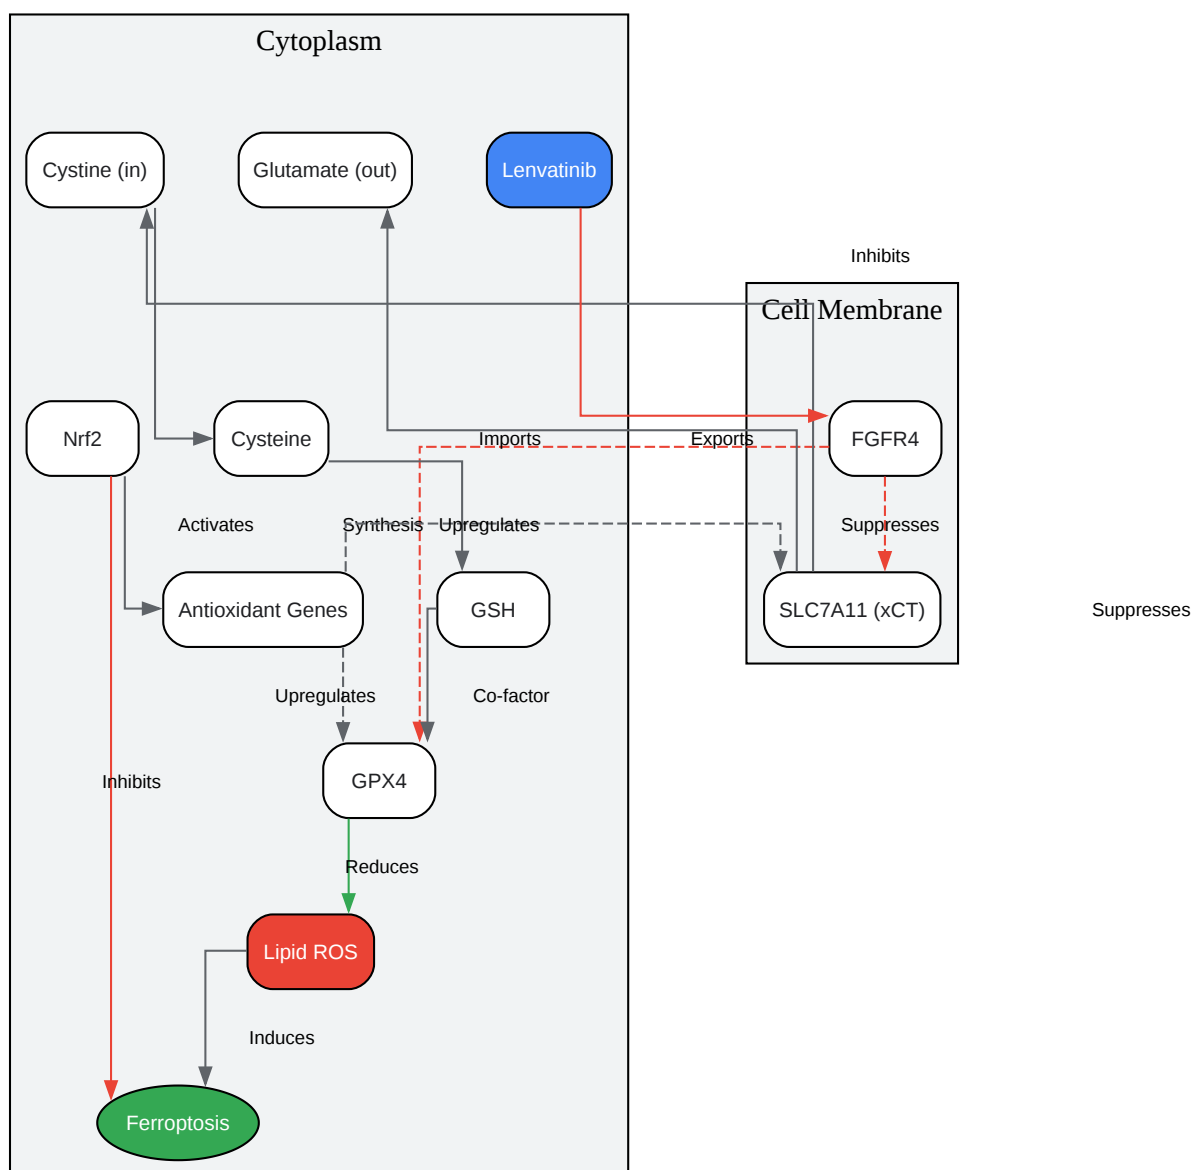 Cytoplasm
Cystine (in)
Glutamate (out)
Lenvatinib
Inhibits
Cell Membrane
Nrf2
Cysteine
Imports
Exports
FGFR4
Activates
Synthesis
Upregulates
Suppresses
Antioxidant Genes
GSH
SLC7A11 (xCT)
Suppresses
Upregulates
Co-factor
Inhibits
GPX4
Reduces
Lipid ROS
Induces
Ferroptosis